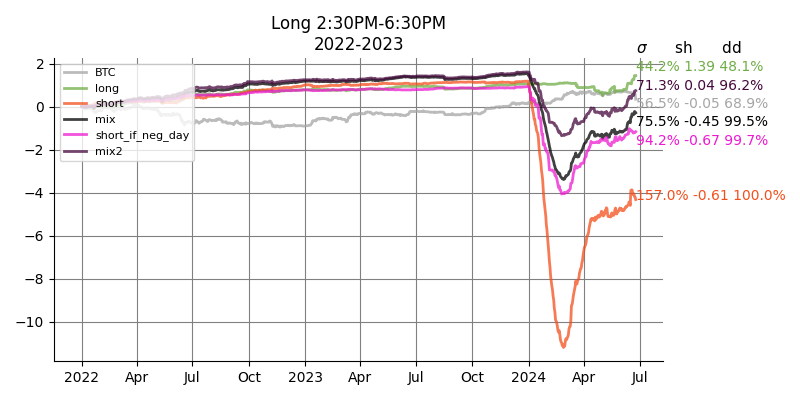 Long 2:30PM-6:30PM
2022-2023
σ sh dd
44.2% 1.39 48.1%
71.3% 0.04 96.2%
56.5% -0.05 68.9%
75.5% -0.45 99.5%
94.2% -0.67 99.7%
157.0% -0.61 100.0%
BTC
long
short
mix
short_if_neg_day
mix2
2
0
−2
−4
−6
−8
−10
2022 Apr Jul Oct 2023 Apr Jul Oct 2024 Apr Jul